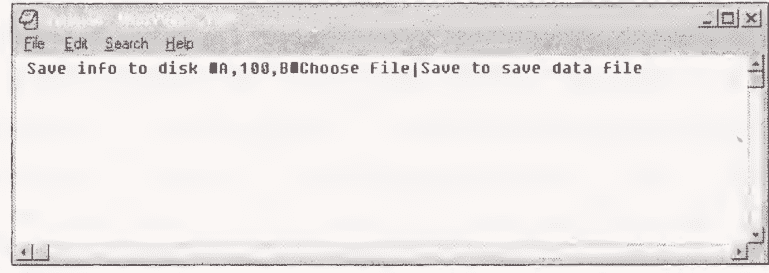 File Edit Search Help
Save info to disk ■A,100,B■Choose File|Save to save data file